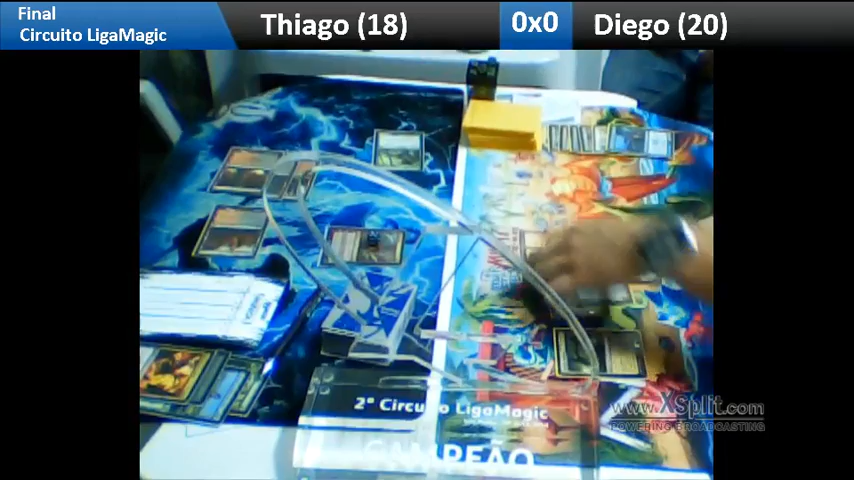 Final
Circuito LigaMagic
Thiago (18)
0x0
Diego (20)
www.XSplit.com
POWERING BROADCASTING
2º Circuito LigaMagic
CAMPEÃO